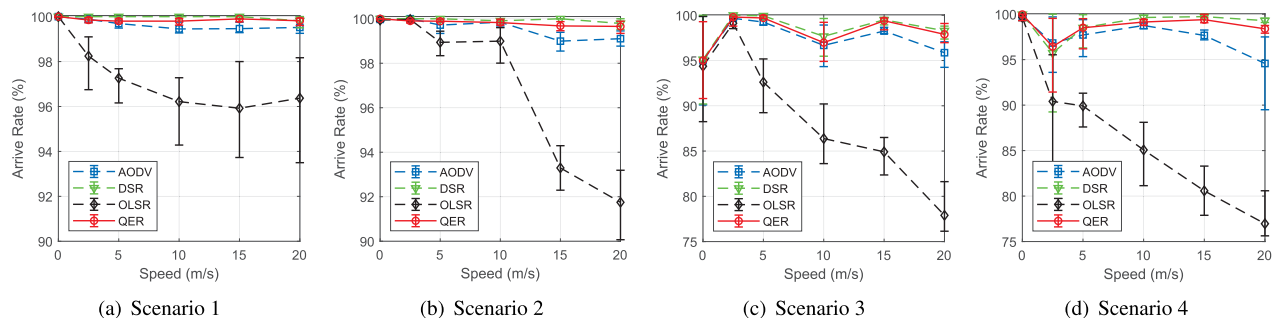 100
98
96
94
92
90
Arrive Rate (%)
AODV
DSR
OLSR
QER
0
5
10
15
20
Speed (m/s)
(a) Scenario 1
100
98
96
94
92
90
Arrive Rate (%)
AODV
DSR
OLSR
QER
0
5
10
15
20
Speed (m/s)
(b) Scenario 2
100
95
90
85
80
75
Arrive Rate (%)
AODV
DSR
OLSR
QER
0
5
10
15
20
Speed (m/s)
(c) Scenario 3
100
95
90
85
80
75
Arrive Rate (%)
AODV
DSR
OLSR
QER
0
5
10
15
20
Speed (m/s)
(d) Scenario 4